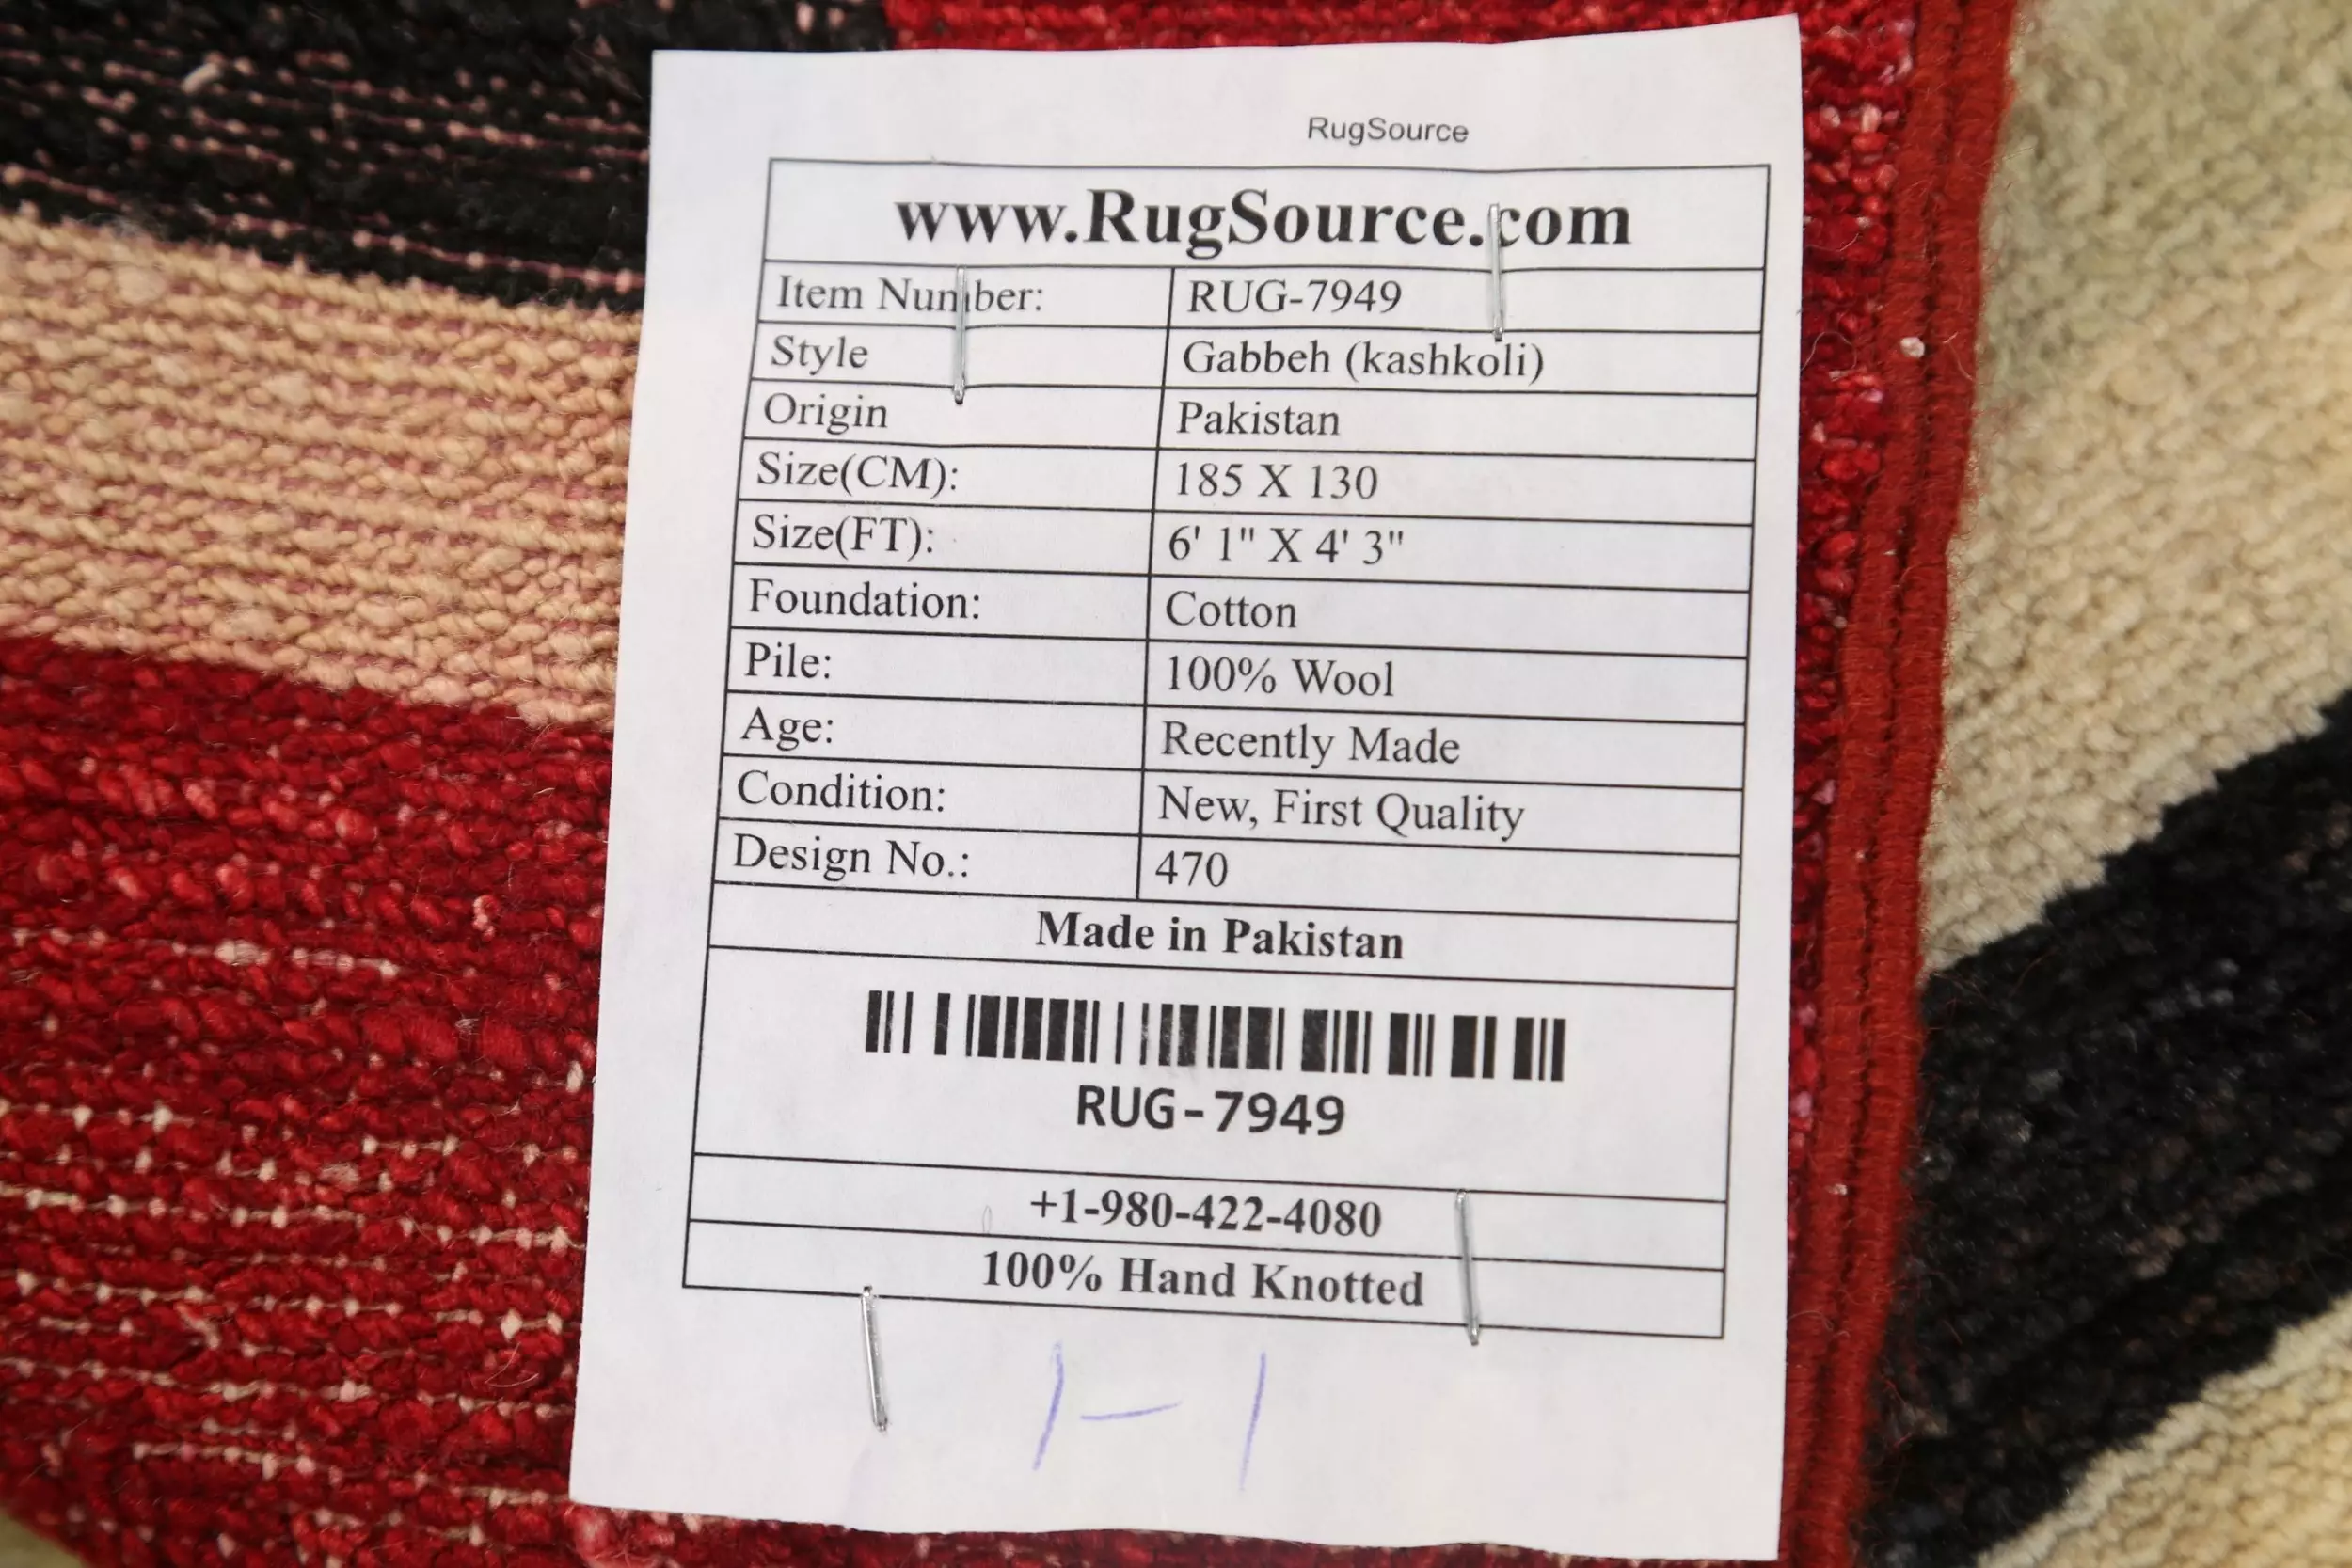 RugSource
www.RugSource.com
Item Number: RUG-7949
Style Gabbeh (kashkoli)
Origin Pakistan
Size(CM): 185 X 130
Size(FT): 6' 1" X 4' 3"
Foundation: Cotton
Pile: 100% Wool
Age: Recently Made
Condition: New, First Quality
Design No.: 470
Made in Pakistan
RUG-7949
+1-980-422-4080
100% Hand Knotted
1-1